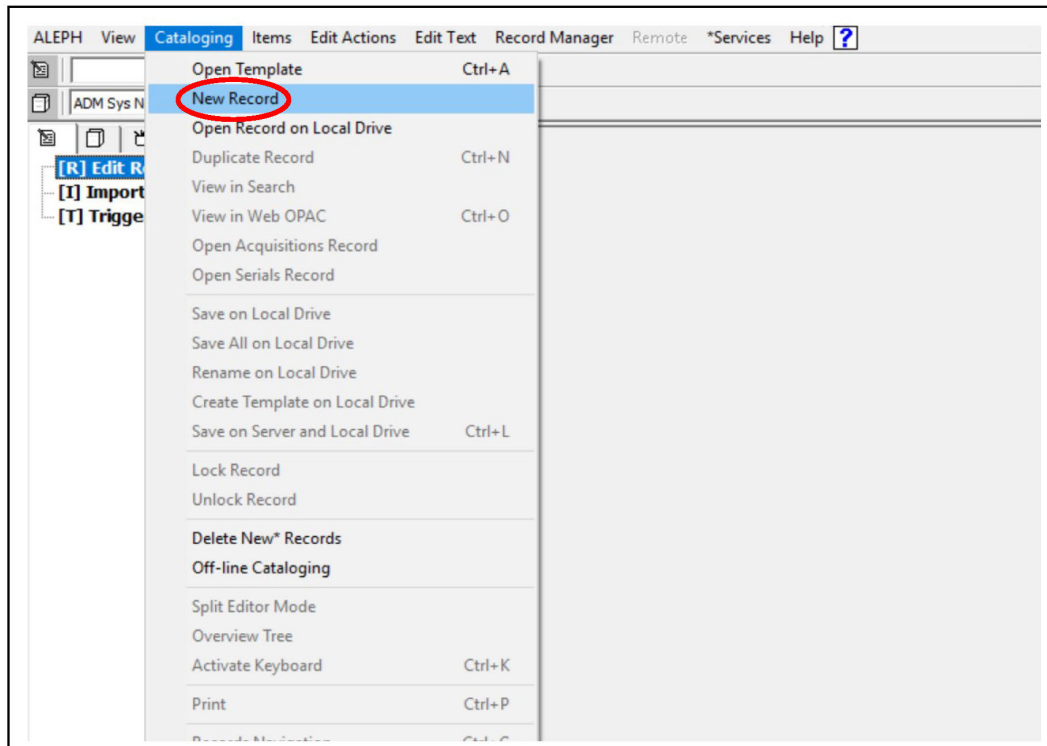 ALEPH View Cataloging Items Edit Actions Edit Text Record Manager Remote *Services Help ?
Open Template Ctrl+A
ADM Sys N New Record
Open Record on Local Drive
[R] Edit R Duplicate Record Ctrl+N
[I] Import View in Search
[T] Trigge View in Web OPAC Ctrl+O
Open Acquisitions Record
Open Serials Record
Save on Local Drive
Save All on Local Drive
Rename on Local Drive
Create Template on Local Drive
Save on Server and Local Drive Ctrl+L
Lock Record
Unlock Record
Delete New* Records
Off-line Cataloging
Split Editor Mode
Overview Tree
Activate Keyboard Ctrl+K
Print Ctrl+P